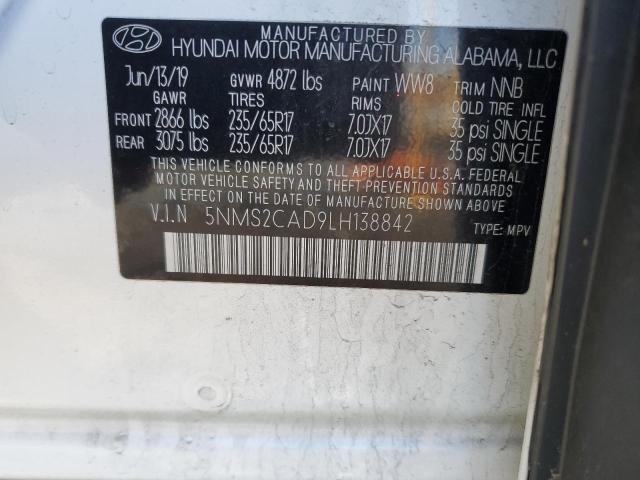 MANUFACTURED BY
HYUNDAI MOTOR MANUFACTURING ALABAMA, LLC
Jun/13/19 GVWR 4872 lbs PAINT WW8 TRIM NNB
GAWR TIRES RIMS COLD TIRE INFL
FRONT 2866 lbs 235/65R17 7.0JX17 35 psi SINGLE
REAR 3075 lbs 235/65R17 7.0JX17 35 psi SINGLE
THIS VEHICLE CONFORMS TO ALL APPLICABLE U.S.A. FEDERAL
MOTOR VEHICLE SAFETY AND THEFT PREVENTION STANDARDS
IN EFFECT ON THE DATE OF MANUFACTURE SHOWN ABOVE.
V.I.N 5NMS2CAD9LH138842 TYPE: MPV